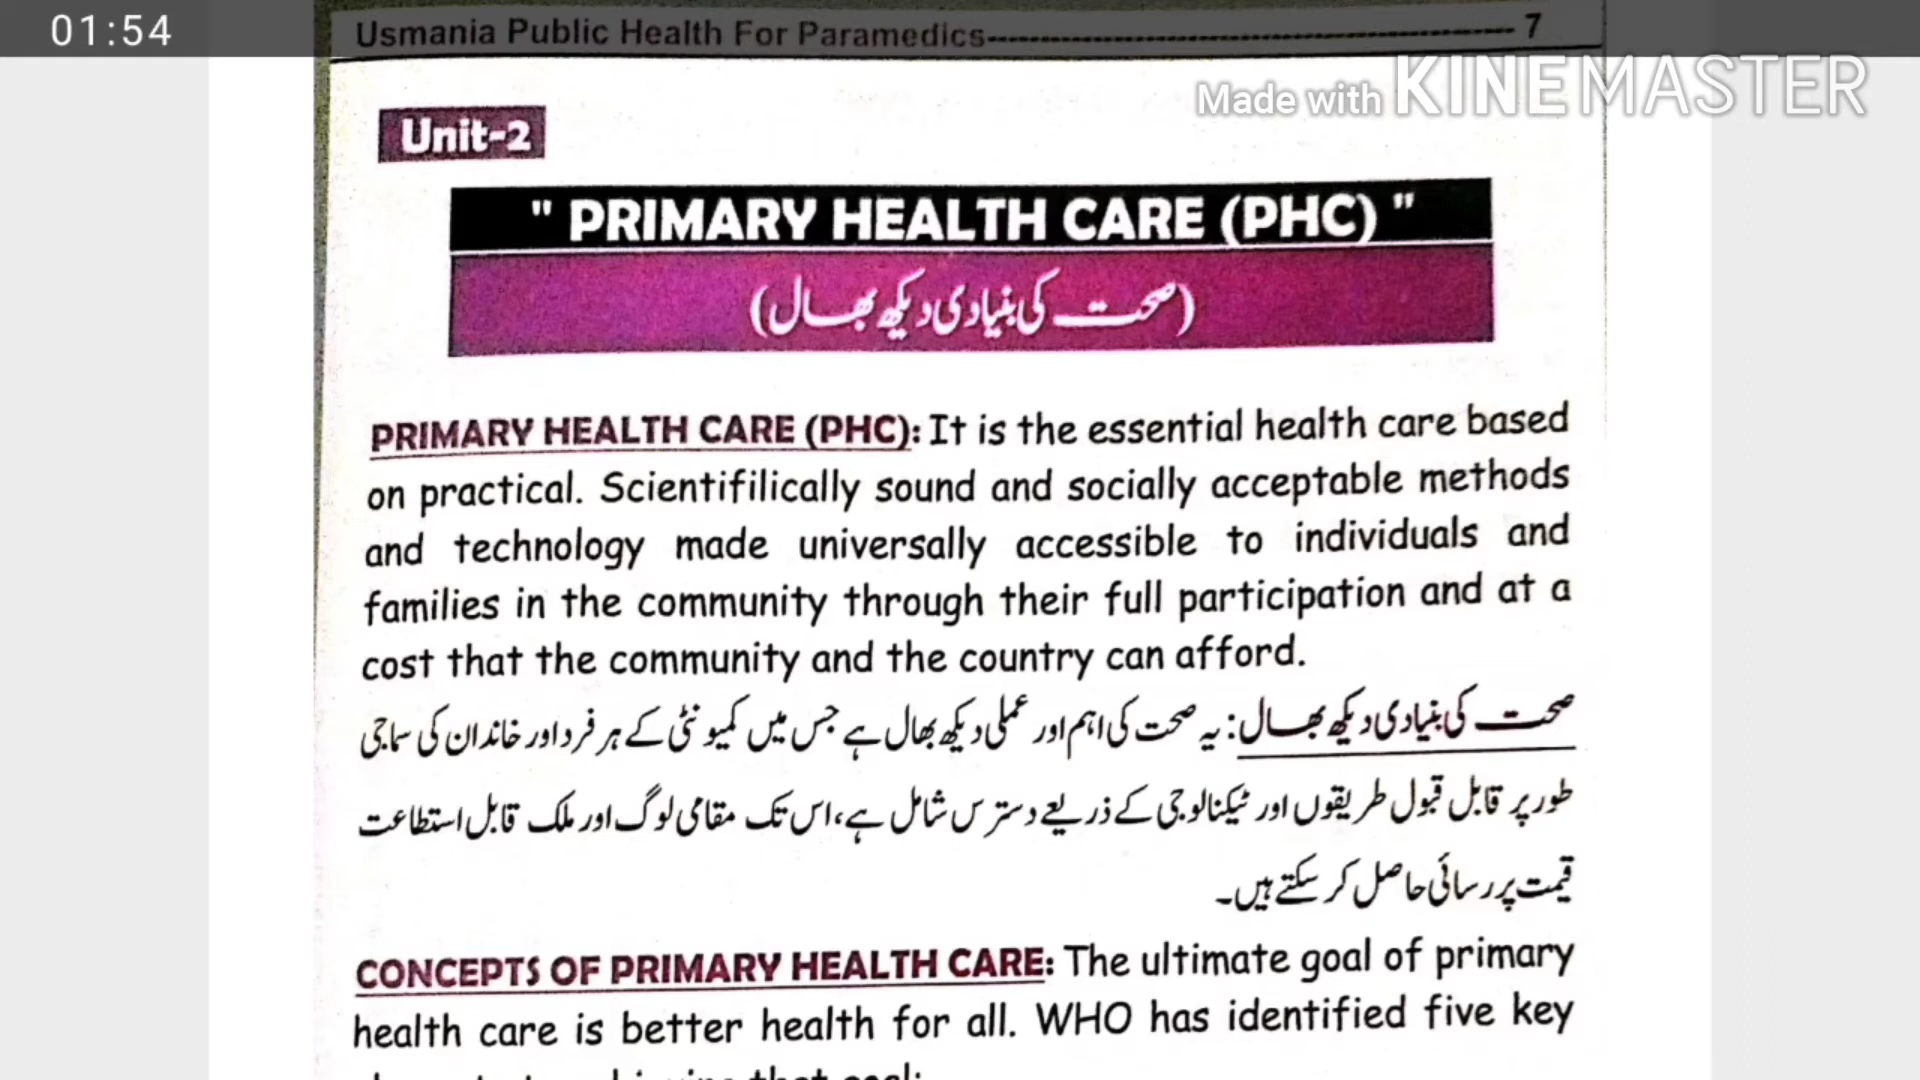 01:54
Usmania Public Health For Paramedics 7
Made with KINEMASTER
Unit-2
" PRIMARY HEALTH CARE (PHC) "
(صحت کی بنیادی دیکھ بھال)
PRIMARY HEALTH CARE (PHC): It is the essential health care based
on practical. Scientifilically sound and socially acceptable methods
and technology made universally accessible to individuals and
families in the community through their full participation and at a
cost that the community and the country can afford.
صحت کی بنیادی دیکھ بھال: یہ صحت کی اہم اور عملی دیکھ بھال ہے جس میں کمیونٹی کے ہر فرد اور خاندان کی سماجی
طور پر قابل قبول طریقوں اور ٹیکنالوجی کے ذریعے دسترس شامل ہے، اس تک مقامی لوگ اور ملک قابل استطاعت
قیمت پر رسائی حاصل کر سکتے ہیں۔
CONCEPTS OF PRIMARY HEALTH CARE: The ultimate goal of primary
health care is better health for all. WHO has identified five key
that goal: